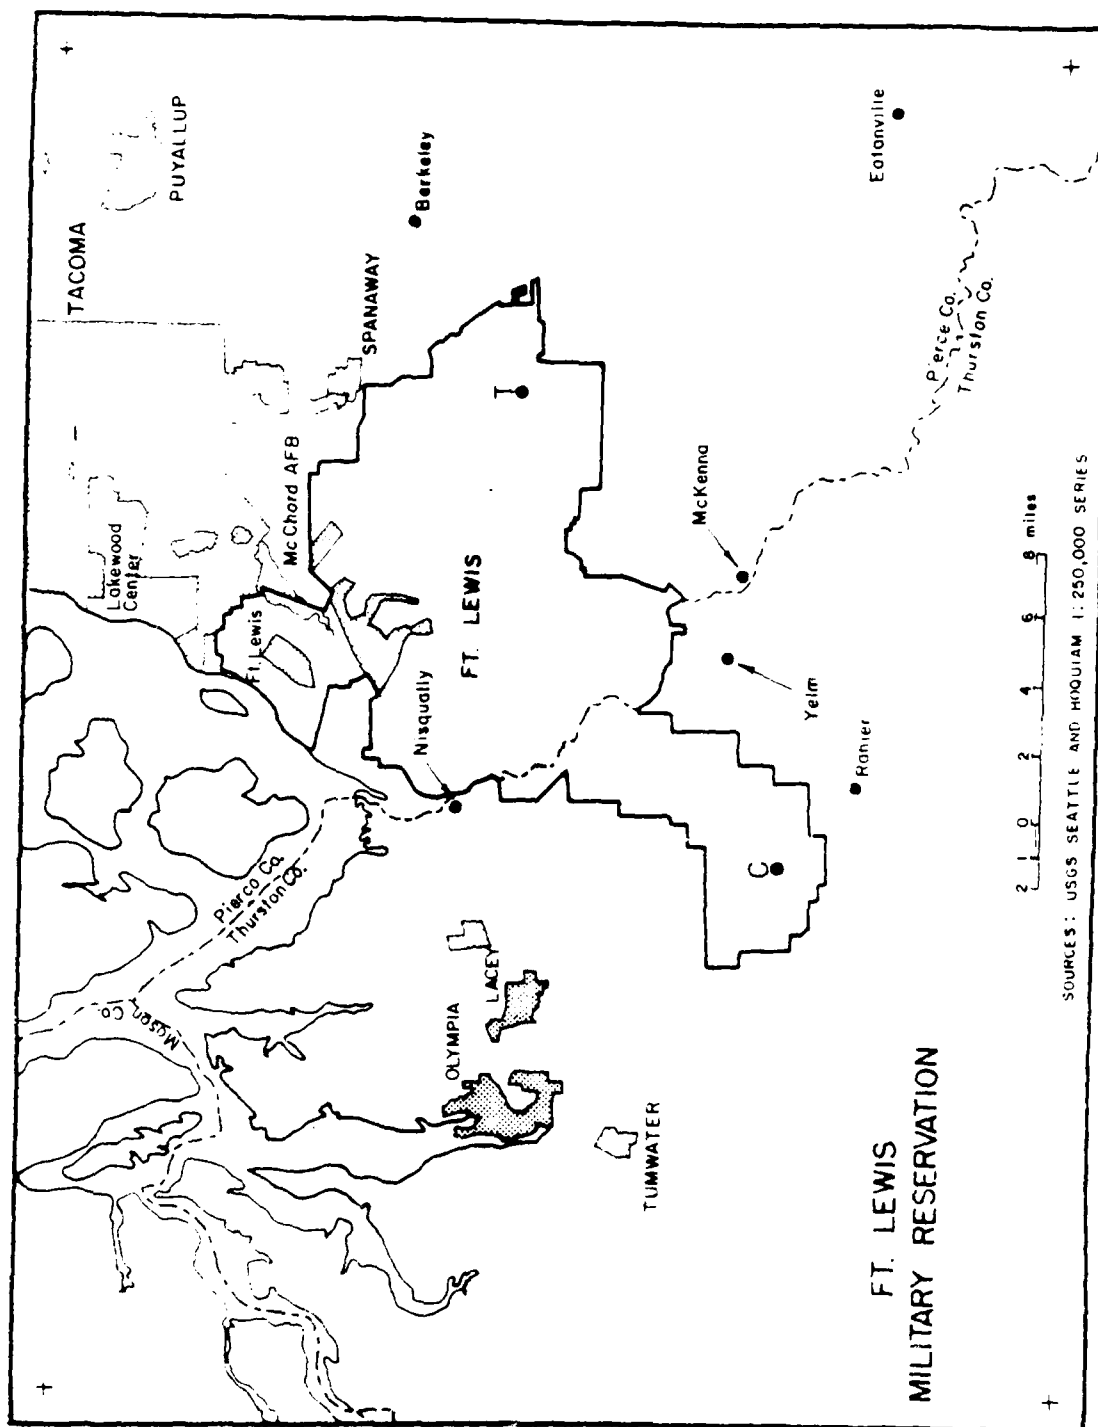 TACOMA
PUYALLUP
Lakewood
Center
McChord AFB
SPANAWAY
Berkeley
Eatonville
Ft. Lewis
FT. LEWIS
I
Nisqually
McKenna
Yelm
Ranier
C
Pierce Co.
Thurston Co.
Pierce Co.
Thurston Co.
Mason Co.
OLYMPIA
LACEY
TUMWATER
FT. LEWIS
MILITARY RESERVATION
2 1 0 2 4 6 8 miles
SOURCES: USGS SEATTLE AND HOQUIAM 1:250,000 SERIES